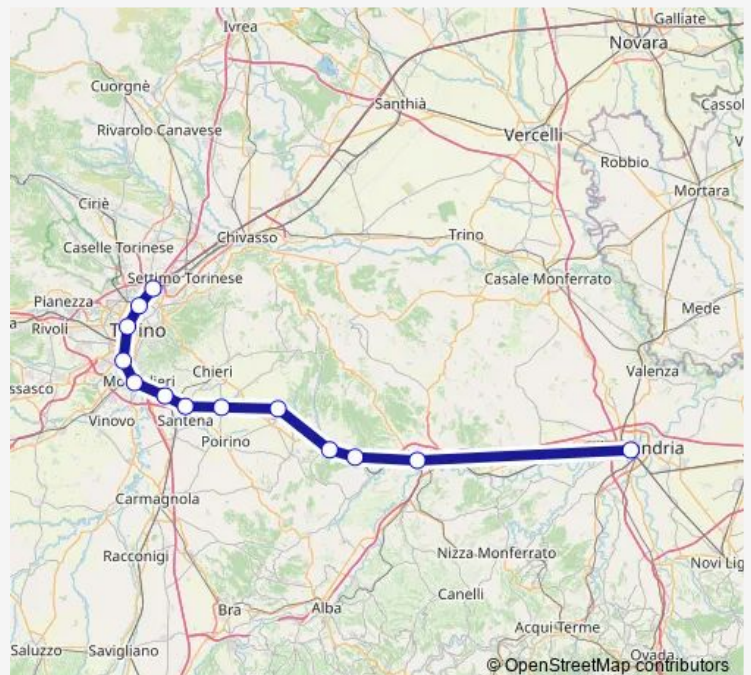 Galliate
Ivrea
Novara
Cuorgnè
Santhià
Cassol
Rivarolo Canavese
Vercelli
Robbio
Mortara
Ciriè
Caselle Torinese
Chivasso
Trino
Settimo Torinese
Casale Monferrato
Pianezza
Mede
Rivoli
Valenza
Chieri
ssasco
Vinovo
Santena
Poirino
ndria
Carmagnola
Racconigi
Nizza Monferrato
Novi Lig
Canelli
Bra
Alba
Acqui Terme
Saluzzo
Savigliano
Ovada
© OpenStreetMap contributors